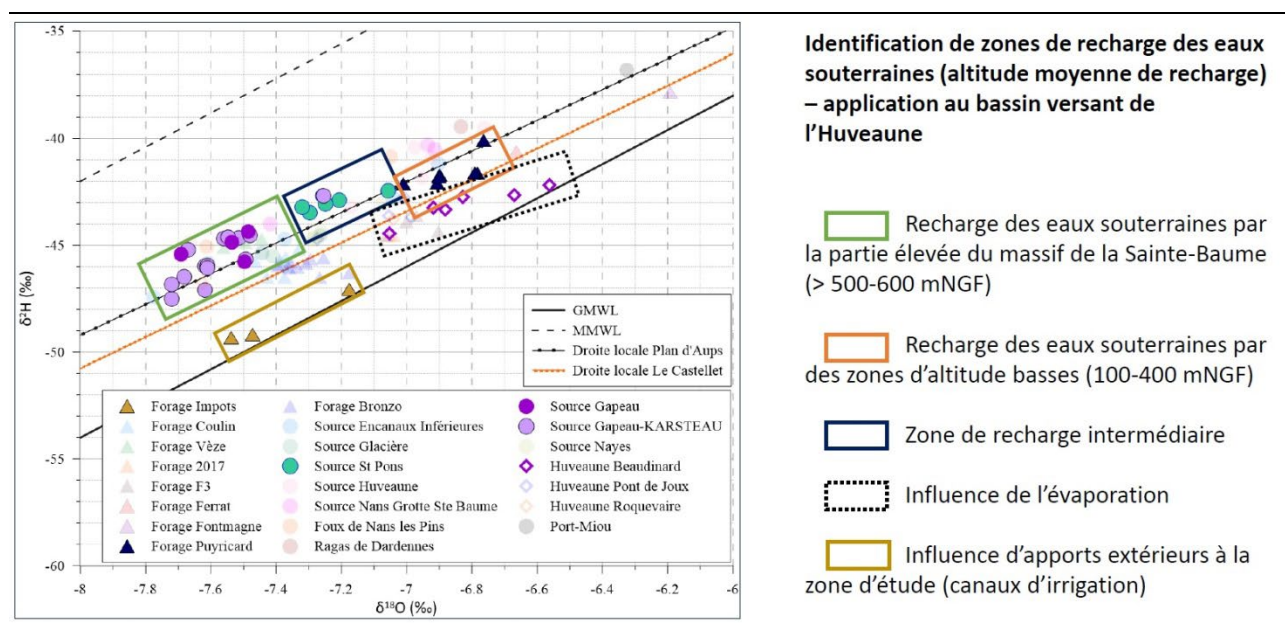 -35
-40
-45
-50
-55
-60
δ²H (‰)
-8
-7.8
-7.6
-7.4
-7.2
-7
-6.8
-6.6
-6.4
-6.2
-6
δ¹⁸O (‰)
GMWL
MMWL
Droite locale Plan d'Aups
Droite locale Le Castellet
Forage Impots
Forage Coulin
Forage Vèze
Forage 2017
Forage F3
Forage Ferrat
Forage Fontmagne
Forage Puyricard
Forage Bronzo
Source Encanaux Inférieures
Source Glacière
Source St Pons
Source Huveaune
Source Nans Grotte Ste Baume
Foux de Nans les Pins
Ragas de Dardennes
Source Gapeau
Source Gapeau-KARSTEAU
Source Nayes
Huveaune Beaudinard
Huveaune Pont de Joux
Huveaune Roquevaire
Port-Miou
Identification de zones de recharge des eaux
souterraines (altitude moyenne de recharge)
– application au bassin versant de
l'Huveaune
Recharge des eaux souterraines par
la partie élevée du massif de la Sainte-Baume
(> 500-600 mNGF)
Recharge des eaux souterraines par
des zones d'altitude basses (100-400 mNGF)
Zone de recharge intermédiaire
Influence de l'évaporation
Influence d'apports extérieurs à la
zone d'étude (canaux d'irrigation)